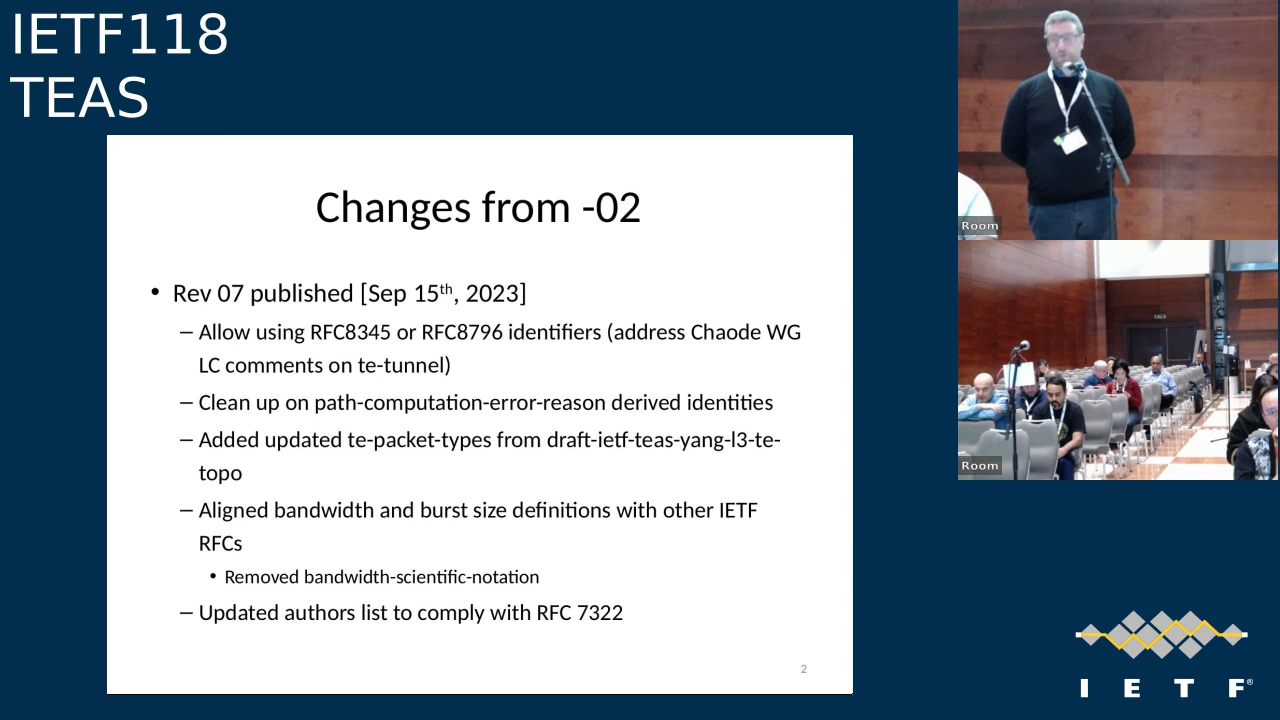 IETF118
TEAS
Changes from -02
• Rev 07 published [Sep 15th, 2023]
– Allow using RFC8345 or RFC8796 identifiers (address Chaode WG
LC comments on te-tunnel)
– Clean up on path-computation-error-reason derived identities
– Added updated te-packet-types from draft-ietf-teas-yang-l3-te-
topo
– Aligned bandwidth and burst size definitions with other IETF
RFCs
• Removed bandwidth-scientific-notation
– Updated authors list to comply with RFC 7322
2
Room
Room
I E T F®